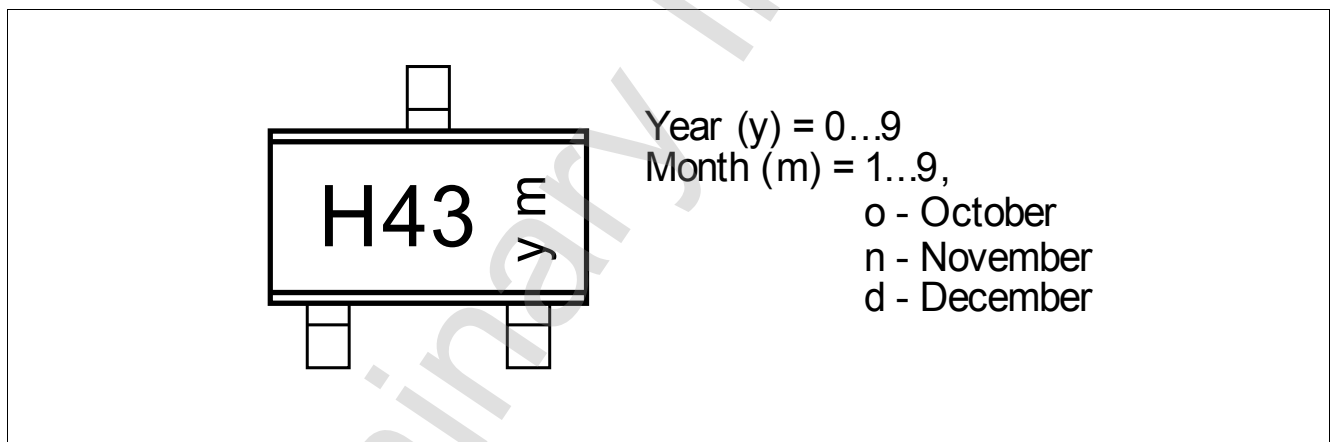 H43
y m
Year (y) = 0...9
Month (m) = 1...9,
o - October
n - November
d - December